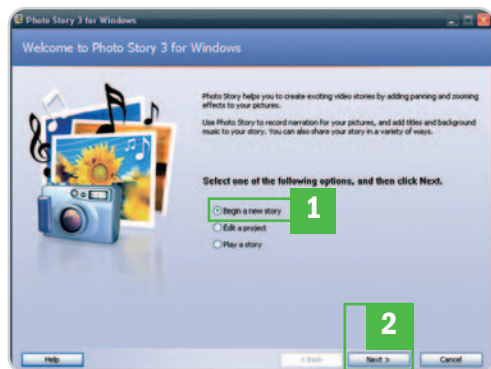 Photo Story 3 for Windows
Welcome to Photo Story 3 for Windows
Photo Story helps you to create exciting video stories by adding panning and zooming
effects to your pictures.
Use Photo Story to record narration for your pictures, and add titles and background
music to your story. You can also share your story in a variety of ways.
Select one of the following options, and then click Next.
Begin a new story
1
Edit a project
Play a story
2
Help
< Back
Next >
Cancel